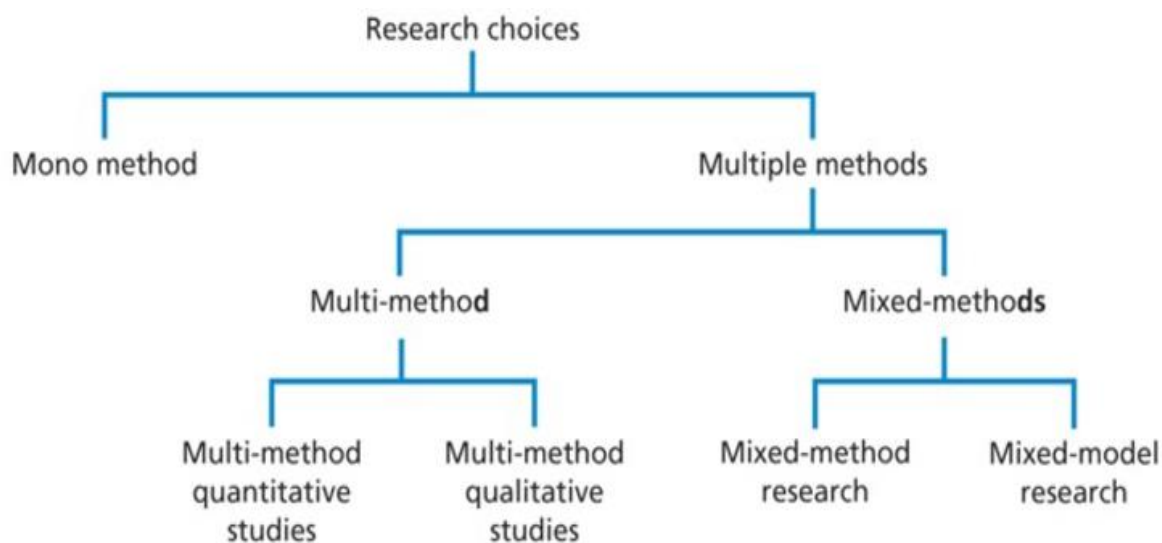 Research choices
Mono method
Multiple methods
Multi-method
Mixed-methods
Multi-method
quantitative
studies
Multi-method
qualitative
studies
Mixed-method
research
Mixed-model
research